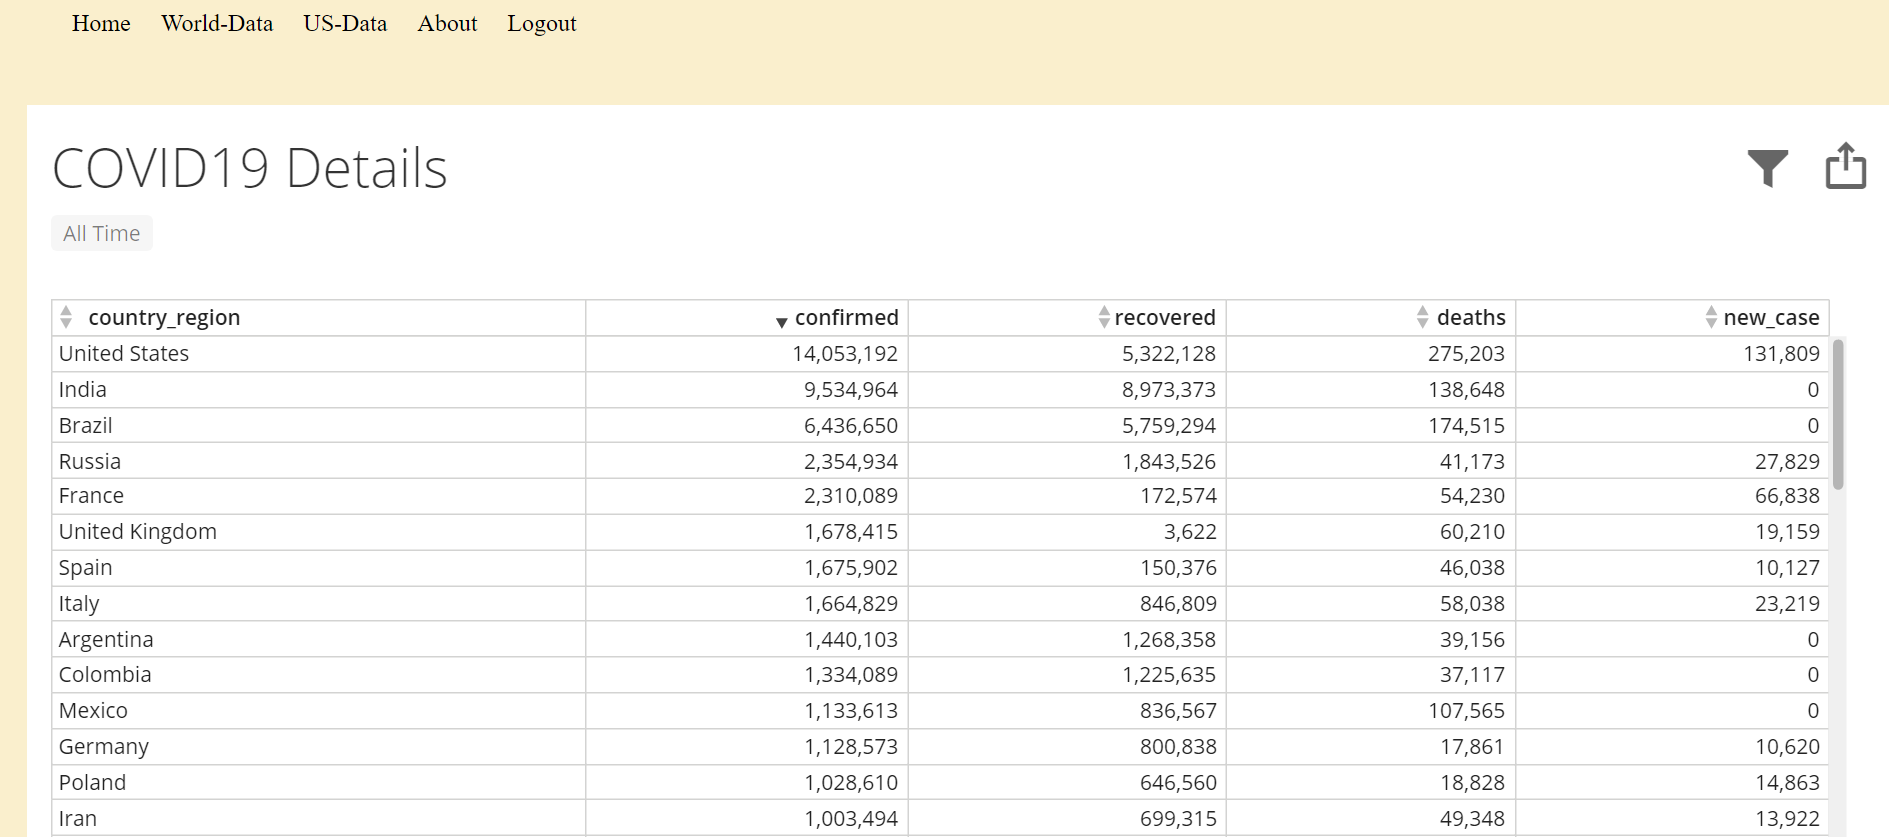 Home World-Data US-Data About Logout
COVID19 Details
All Time
country_region confirmed recovered deaths new_case
United States 14,053,192 5,322,128 275,203 131,809
India 9,534,964 8,973,373 138,648 0
Brazil 6,436,650 5,759,294 174,515 0
Russia 2,354,934 1,843,526 41,173 27,829
France 2,310,089 172,574 54,230 66,838
United Kingdom 1,678,415 3,622 60,210 19,159
Spain 1,675,902 150,376 46,038 10,127
Italy 1,664,829 846,809 58,038 23,219
Argentina 1,440,103 1,268,358 39,156 0
Colombia 1,334,089 1,225,635 37,117 0
Mexico 1,133,613 836,567 107,565 0
Germany 1,128,573 800,838 17,861 10,620
Poland 1,028,610 646,560 18,828 14,863
Iran 1,003,494 699,315 49,348 13,922